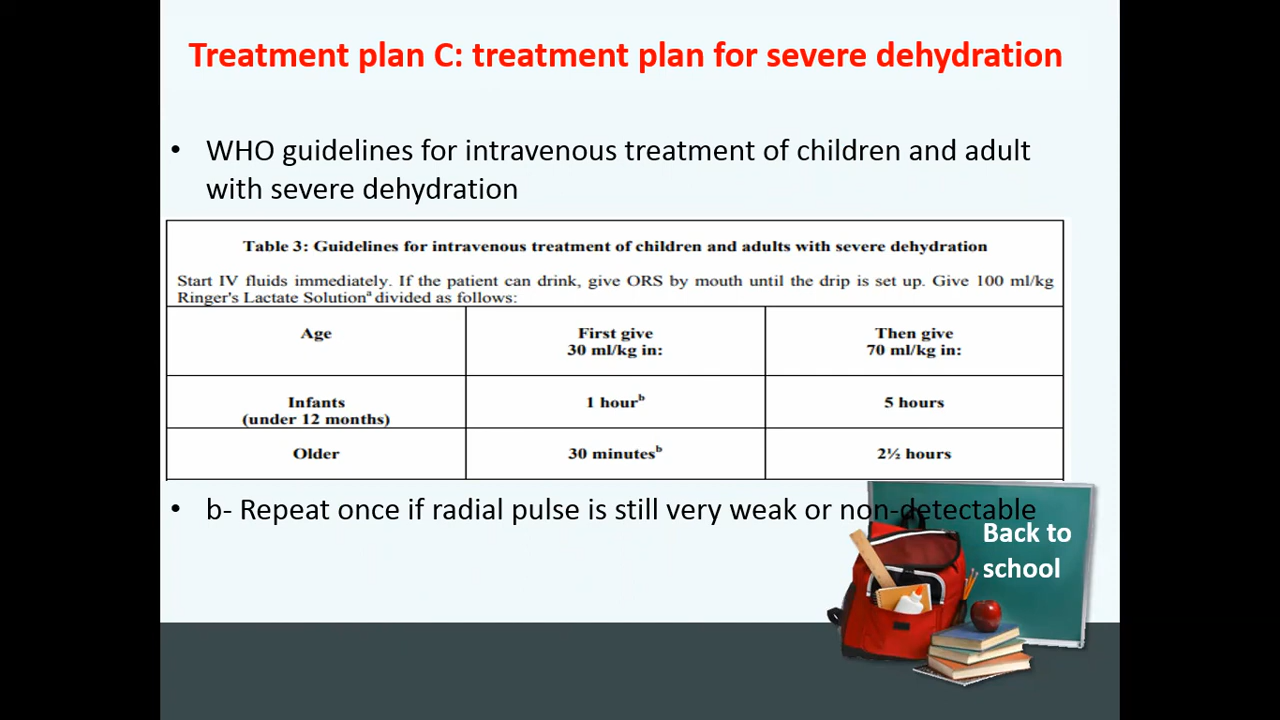 Treatment plan C: treatment plan for severe dehydration
• WHO guidelines for intravenous treatment of children and adult
with severe dehydration
Table 3: Guidelines for intravenous treatment of children and adults with severe dehydration
Start IV fluids immediately. If the patient can drink, give ORS by mouth until the drip is set up. Give 100 ml/kg
Ringer's Lactate Solutionᵃ divided as follows:
Age
First give
30 ml/kg in:
Then give
70 ml/kg in:
Infants
(under 12 months)
1 hourᵇ
5 hours
Older
30 minutesᵇ
2½ hours
• b- Repeat once if radial pulse is still very weak or non-detectable
Back to
school